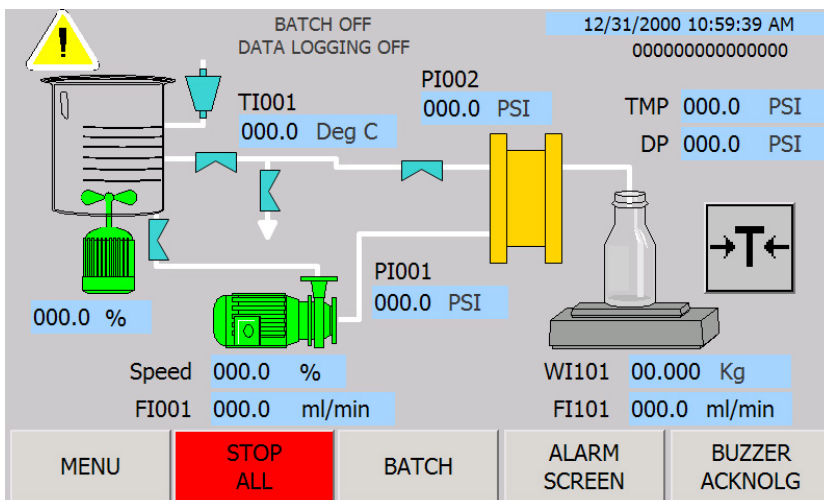 BATCH OFF
12/31/2000 10:59:39 AM
DATA LOGGING OFF
000000000000000
PI002
TI001
000.0 PSI
TMP 000.0 PSI
000.0 Deg C
DP 000.0 PSI
→T←
PI001
000.0 PSI
000.0 %
Speed 000.0 %
WI101 00.000 Kg
FI001 000.0 ml/min
FI101 000.0 ml/min
MENU
STOP
ALL
BATCH
ALARM
SCREEN
BUZZER
ACKNOLG